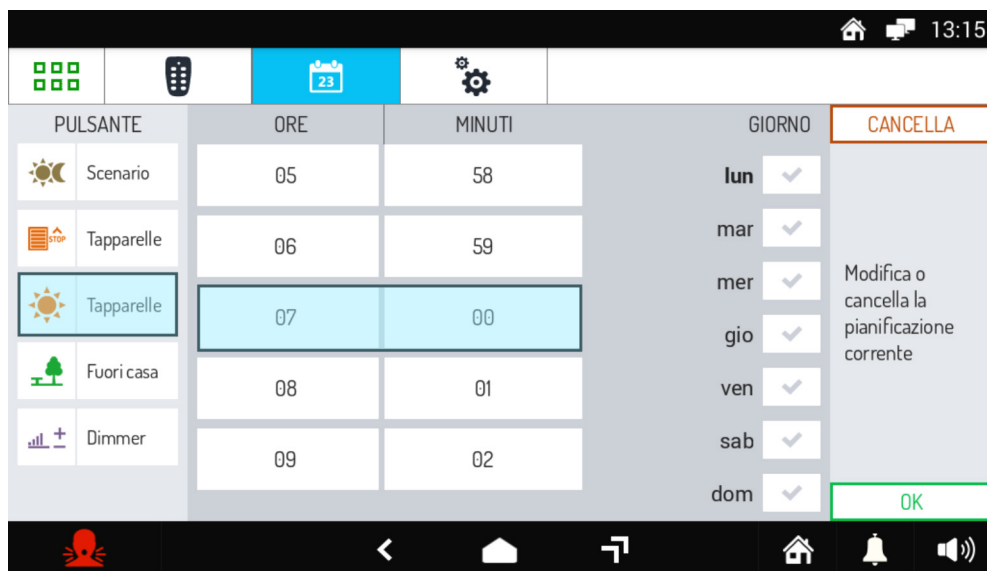 13:15
23
PULSANTE
ORE
MINUTI
GIORNO
CANCELLA
Scenario
05
58
lun
STOP
Tapparelle
06
59
mar
Tapparelle
07
00
mer
gio
Modifica o
cancella la
pianificazione
corrente
Fuori casa
08
01
ven
Dimmer
09
02
sab
dom
OK